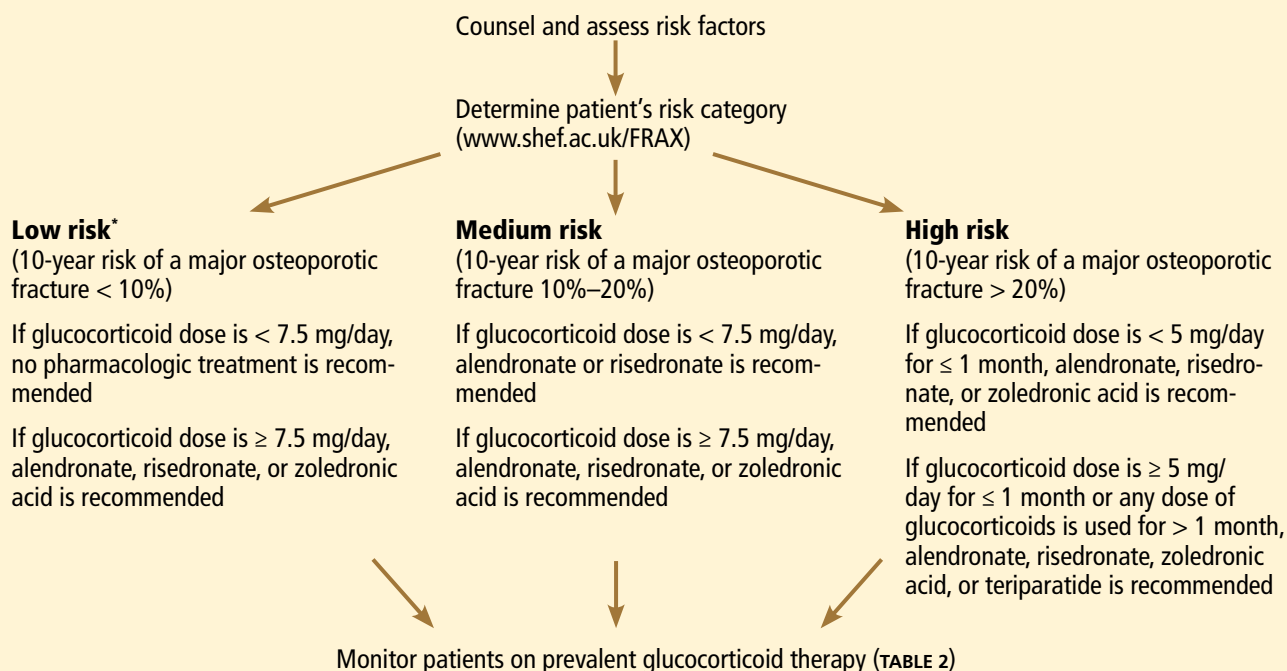 Counsel and assess risk factors
Determine patient's risk category
(www.shef.ac.uk/FRAX)
Low risk*
(10-year risk of a major osteoporotic
fracture < 10%)
If glucocorticoid dose is < 7.5 mg/day,
no pharmacologic treatment is recom-
mended
If glucocorticoid dose is ≥ 7.5 mg/day,
alendronate, risedronate, or zoledronic
acid is recommended
Medium risk
(10-year risk of a major osteoporotic
fracture 10%–20%)
If glucocorticoid dose is < 7.5 mg/day,
alendronate or risedronate is recom-
mended
If glucocorticoid dose is ≥ 7.5 mg/day,
alendronate, risedronate, or zoledronic
acid is recommended
High risk
(10-year risk of a major osteoporotic
fracture > 20%)
If glucocorticoid dose is < 5 mg/day
for ≤ 1 month, alendronate, risedro-
nate, or zoledronic acid is recom-
mended
If glucocorticoid dose is ≥ 5 mg/
day for ≤ 1 month or any dose of
glucocorticoids is used for > 1 month,
alendronate, risedronate, zoledronic
acid, or teriparatide is recommended
Monitor patients on prevalent glucocorticoid therapy (TABLE 2)